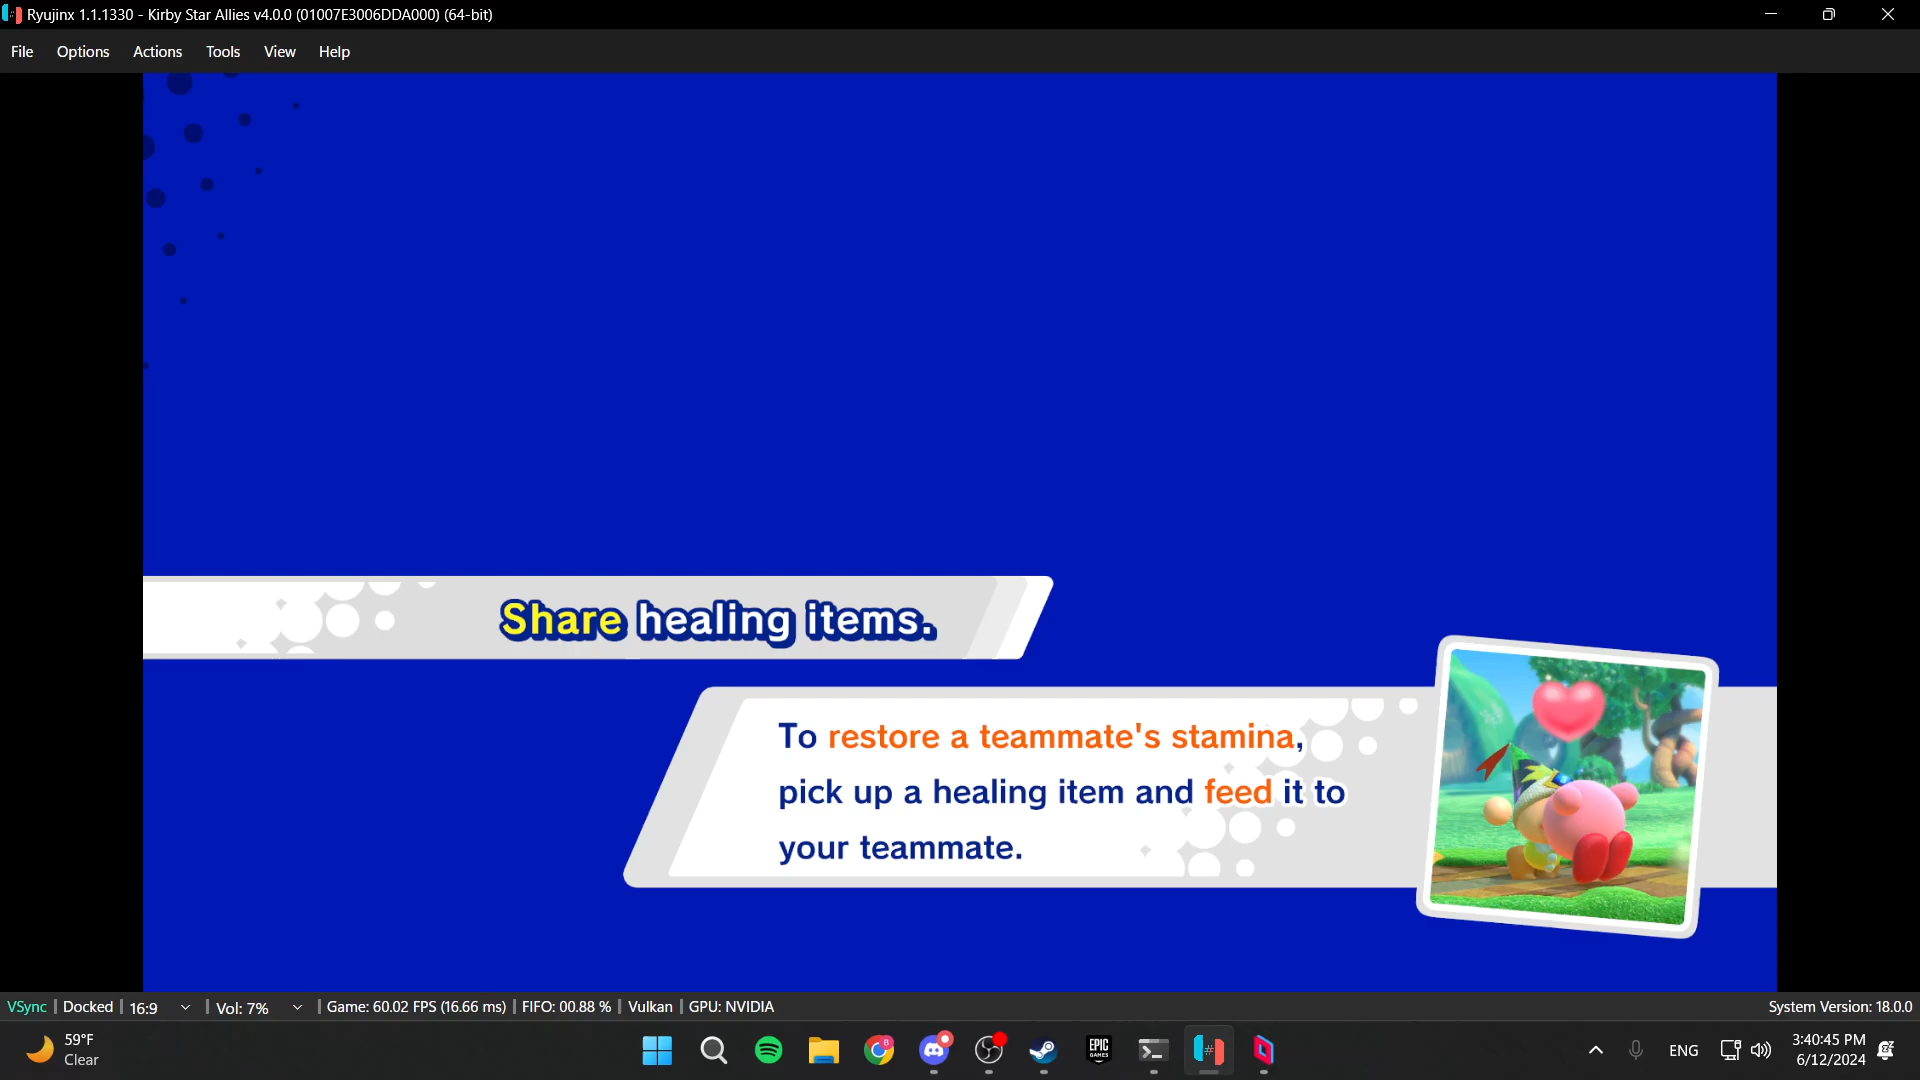 Ryujinx 1.1.1330 - Kirby Star Allies v4.0.0 (01007E3006DDA000) (64-bit)
File Options Actions Tools View Help
Share healing items.
To restore a teammate's stamina,
pick up a healing item and feed it to
your teammate.
VSync | Docked | 16:9 | Vol: 7% | Game: 60.02 FPS (16.66 ms) | FIFO: 00.88 % | Vulkan | GPU: NVIDIA System Version: 18.0.0
59°F
Clear
B
EPIC
GAMES
ENG
3:40:45 PM
6/12/2024